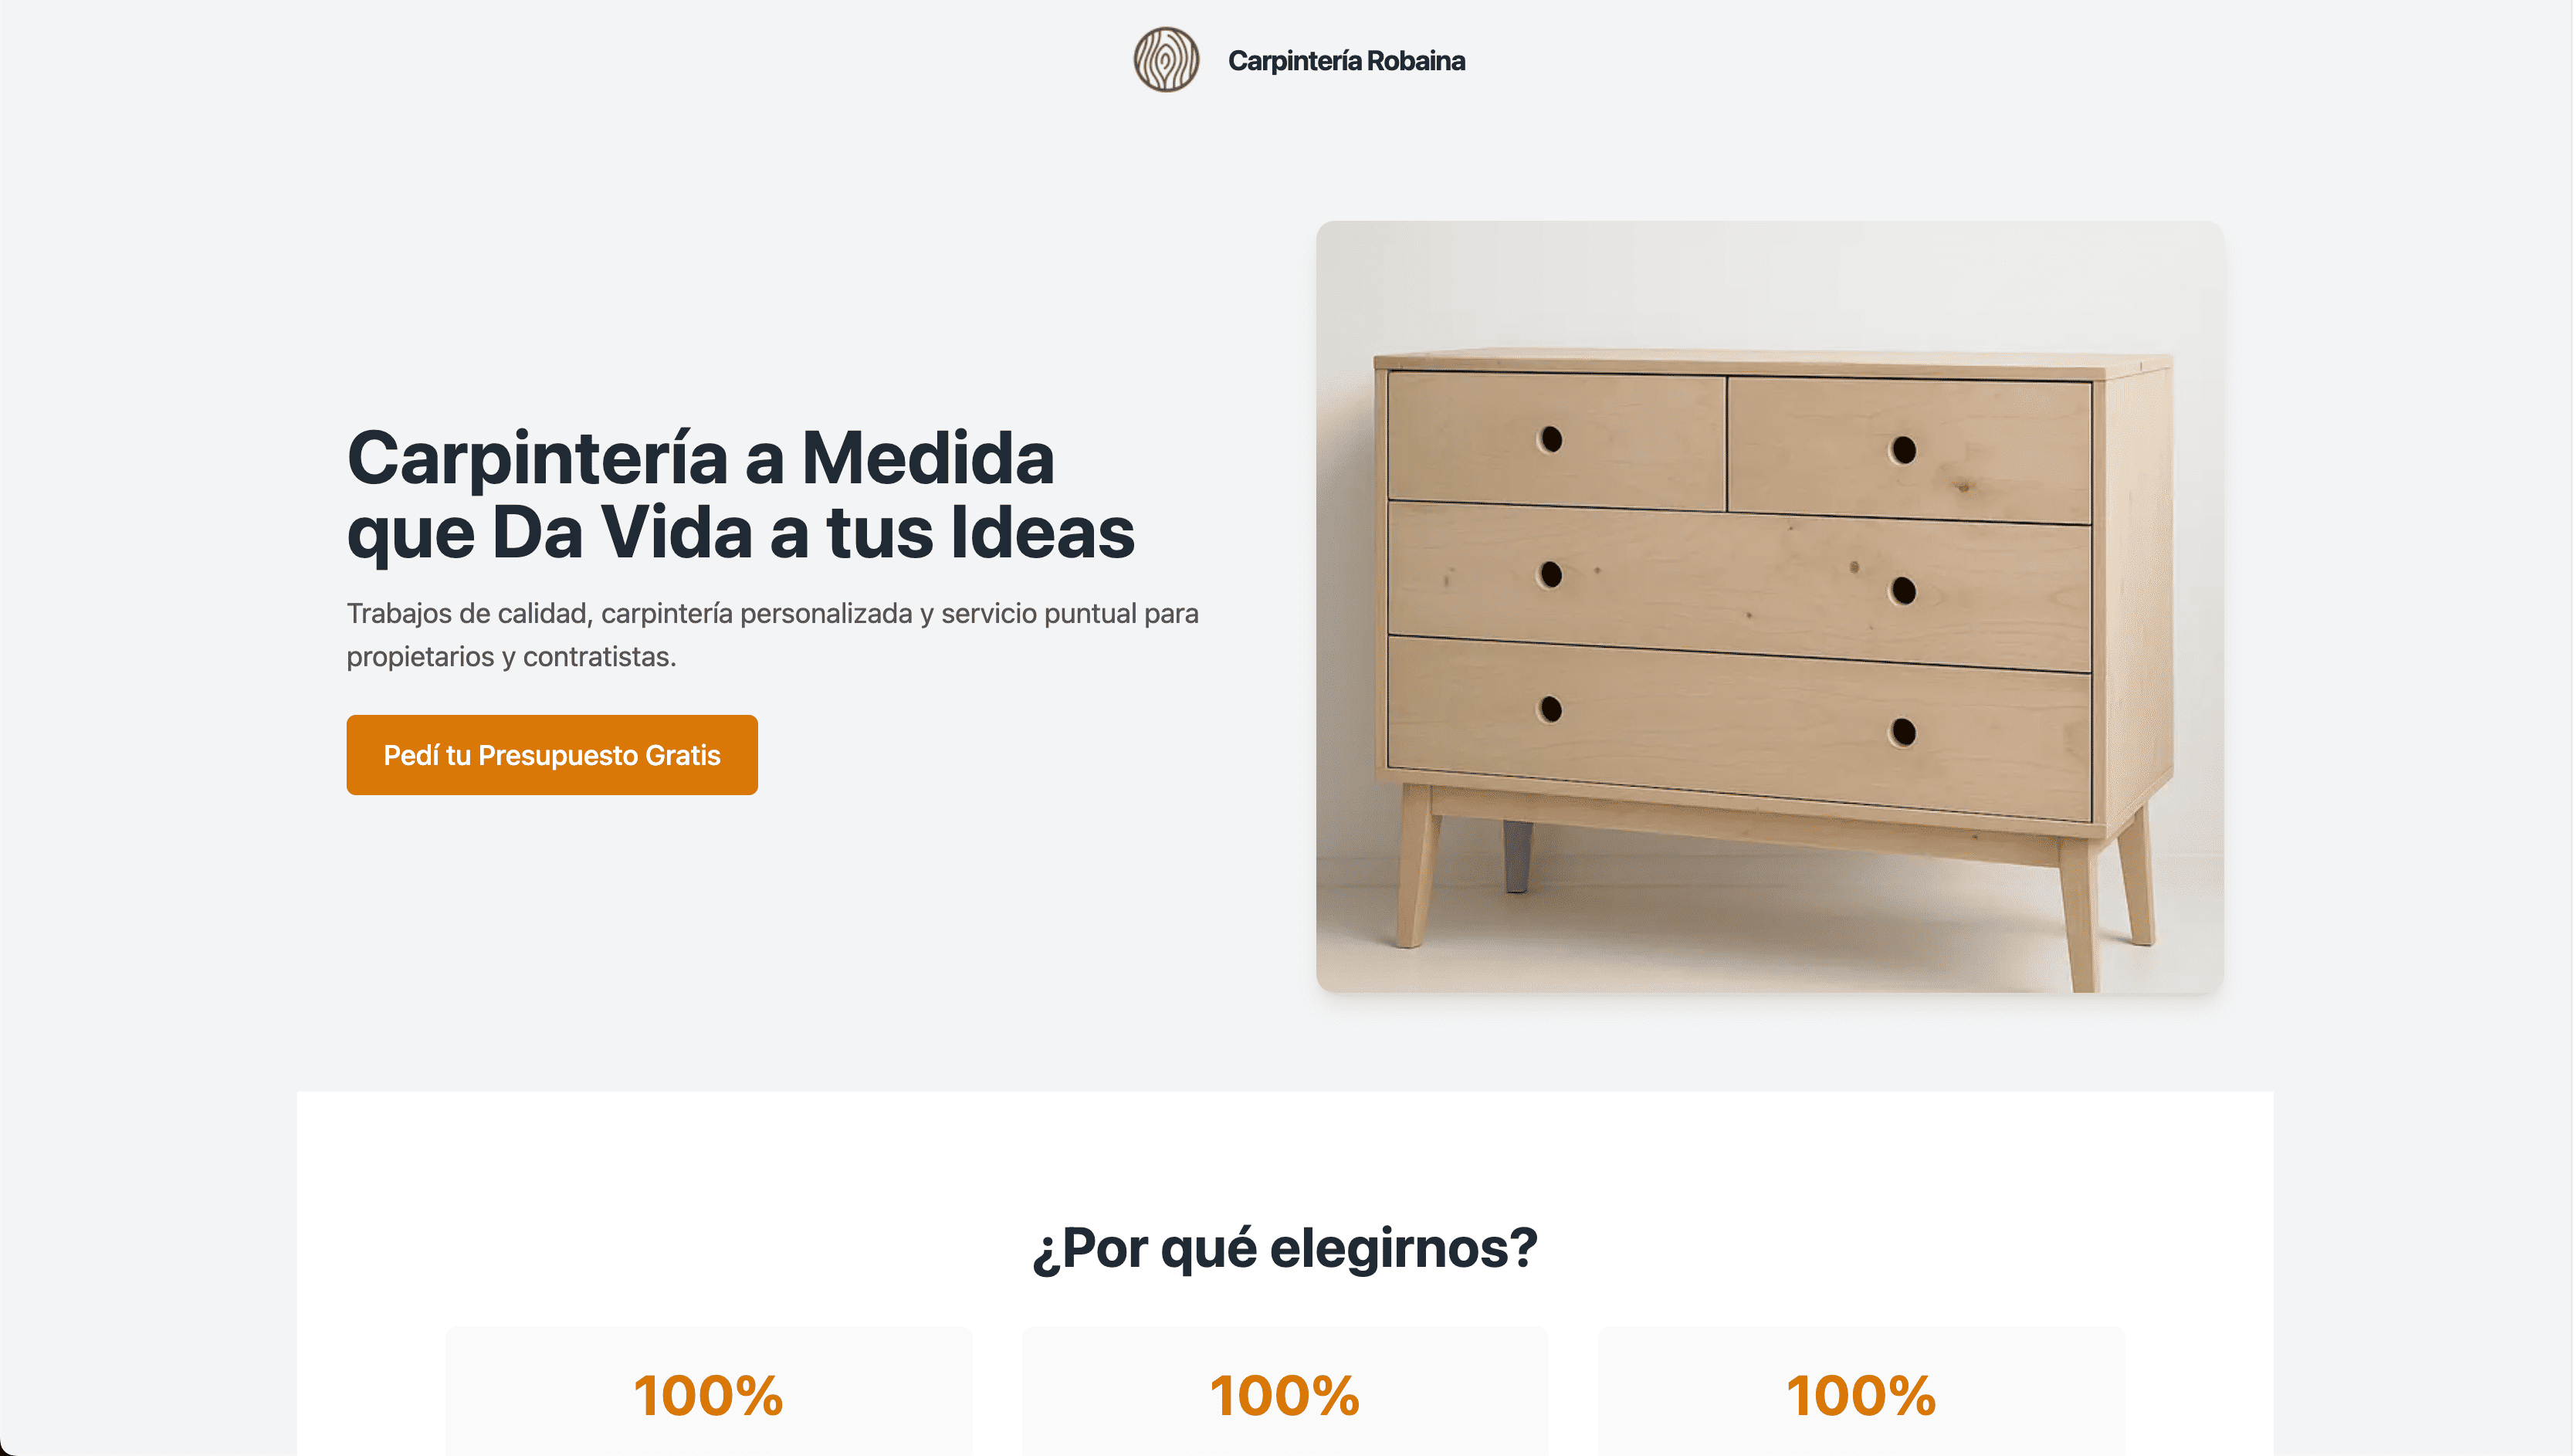 Carpintería Robaina
Carpintería a Medida
que Da Vida a tus Ideas
Trabajos de calidad, carpintería personalizada y servicio puntual para
propietarios y contratistas.
Pedí tu Presupuesto Gratis
¿Por qué elegirnos?
100%
100%
100%